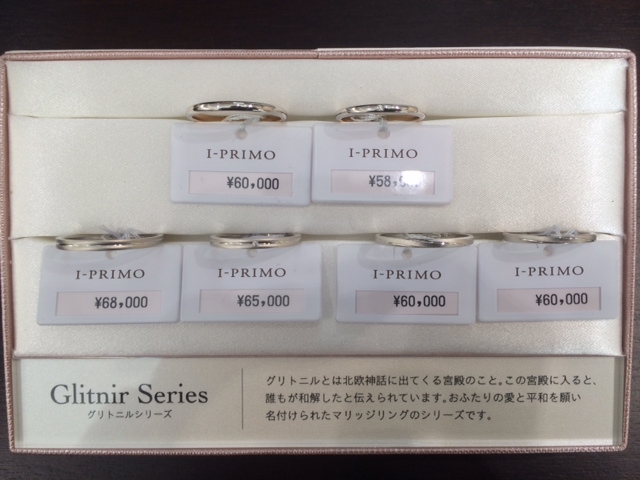 I-PRIMO I-PRIMO
¥60,000 ¥58,
I-PRIMO I-PRIMO I-PRIMO I-PRIMO
¥68,000 ¥65,000 ¥60,000 ¥60,000
Glitnir Series
グリトニルシリーズ
グリトニルとは北欧神話に出てくる宮殿のこと。この宮殿に入ると、
誰もが和解したと伝えられています。おふたりの愛と平和を願い
名付けられたマリッジリングのシリーズです。